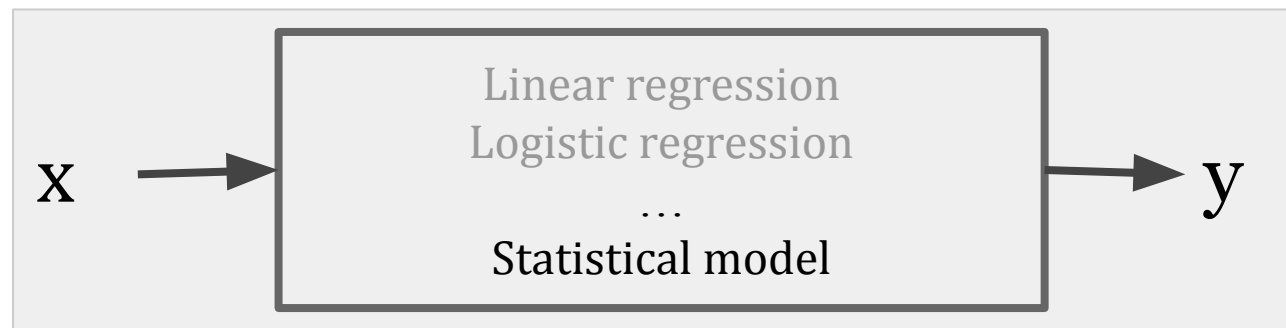 Linear regression
Logistic regression
x
y
…
Statistical model